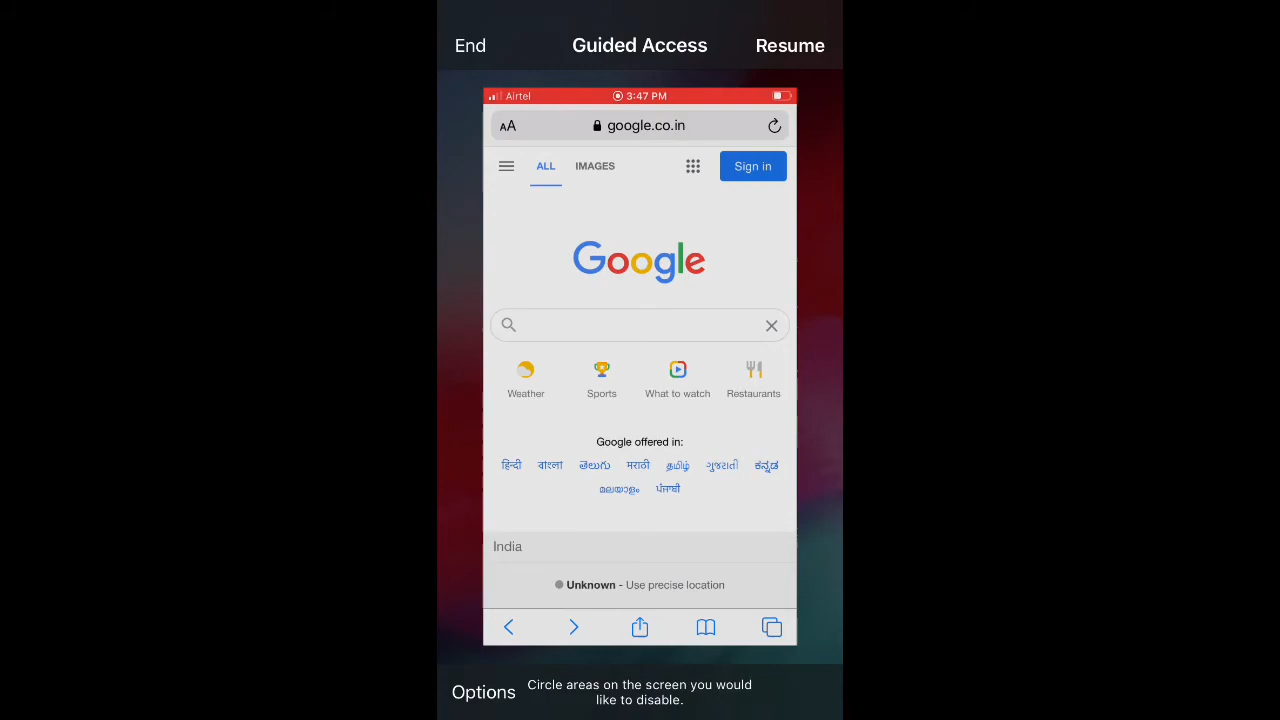 End Guided Access Resume
Airtel 3:47 PM
AA google.co.in
ALL IMAGES Sign in
Google
Weather Sports What to watch Restaurants
Google offered in:
हिन्दी বাংলা తెలుగు मराठी தமிழ் ગુજરાતી ಕನ್ನಡ
മലയാളം ਪੰਜਾਬੀ
India
Unknown - Use precise location
Options
Circle areas on the screen you would
like to disable.